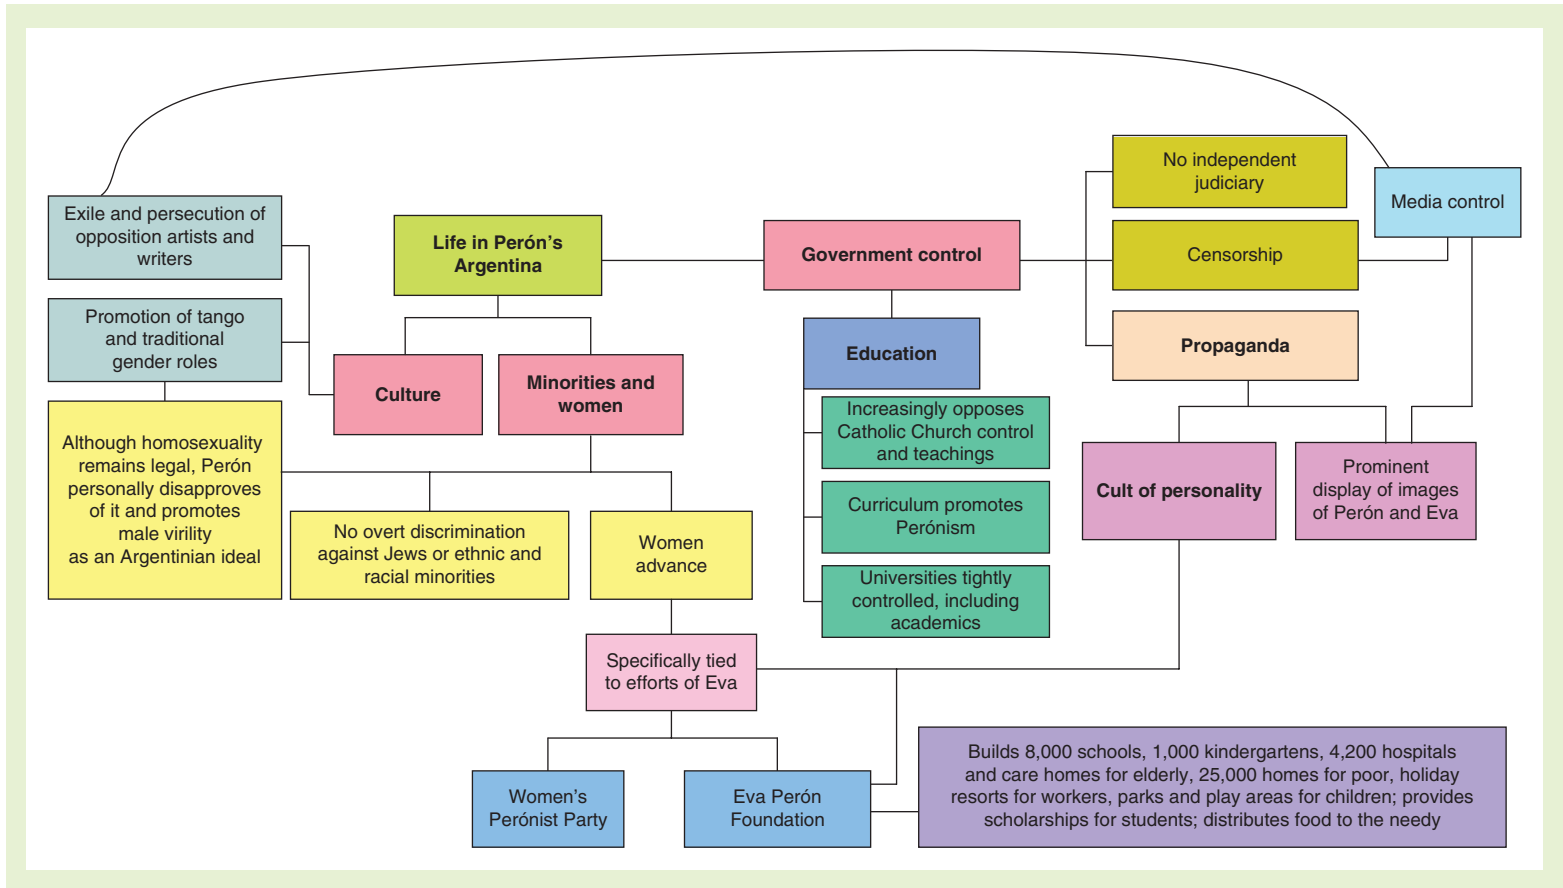 No independent
judiciary
Media control
Exile and persecution of
opposition artists and
writers
Life in Perón’s
Argentina
Government control
Censorship
Promotion of tango
and traditional
gender roles
Education
Propaganda
Culture
Minorities and
women
Although homosexuality
remains legal, Perón
personally disapproves
of it and promotes
male virility
as an Argentinian ideal
Increasingly opposes
Catholic Church control
and teachings
Cult of personality
Prominent
display of images
of Perón and Eva
Curriculum promotes
Perónism
No overt discrimination
against Jews or ethnic and
racial minorities
Women
advance
Universities tightly
controlled, including
academics
Specifically tied
to efforts of Eva
Women’s
Perónist Party
Eva Perón
Foundation
Builds 8,000 schools, 1,000 kindergartens, 4,200 hospitals
and care homes for elderly, 25,000 homes for poor, holiday
resorts for workers, parks and play areas for children; provides
scholarships for students; distributes food to the needy